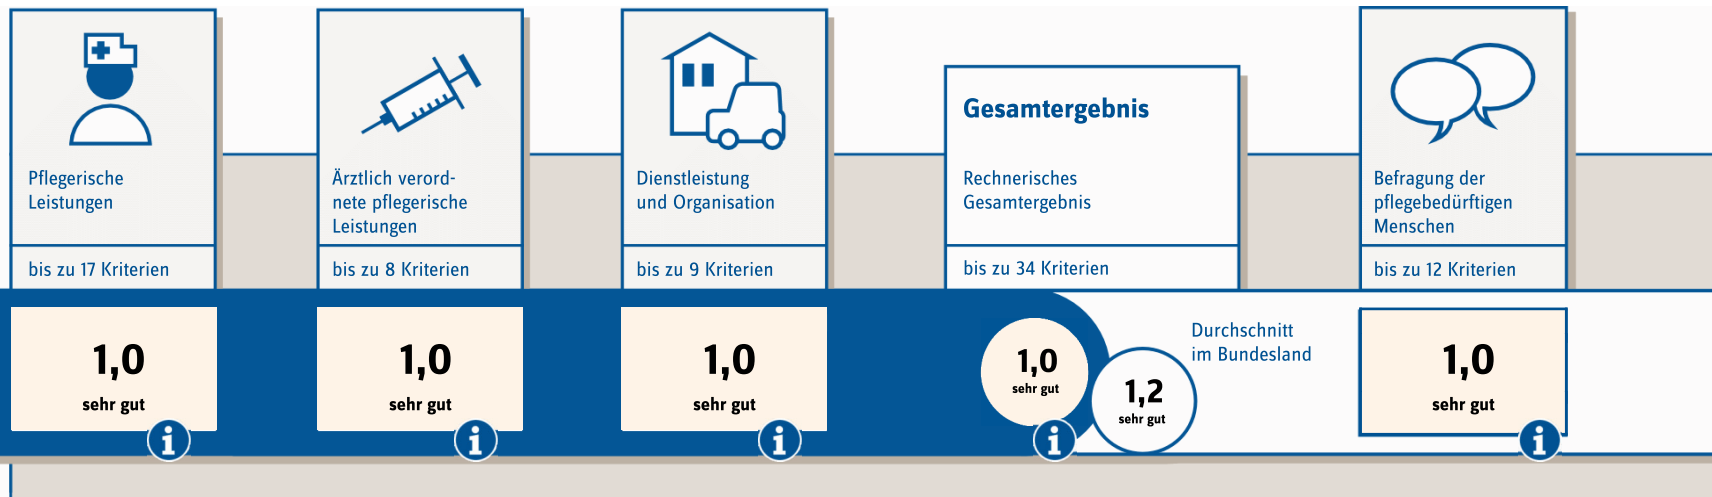 Pflegerische
Leistungen
bis zu 17 Kriterien
1,0
sehr gut
Ärztlich verord-
nete pflegerische
Leistungen
bis zu 8 Kriterien
1,0
sehr gut
Dienstleistung
und Organisation
bis zu 9 Kriterien
1,0
sehr gut
Gesamtergebnis
Rechnerisches
Gesamtergebnis
bis zu 34 Kriterien
1,0
sehr gut
1,2
sehr gut
Durchschnitt
im Bundesland
Befragung der
pflegebedürftigen
Menschen
bis zu 12 Kriterien
1,0
sehr gut